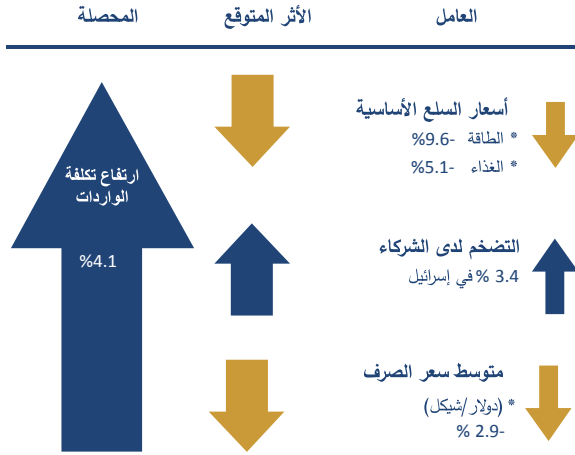 العامل
الأثر المتوقع
المحصلة
أسعار السلع الأساسية
* الطاقة -9.6%
* الغذاء -5.1%
ارتفاع تكلفة
الواردات
%4.1
التضخم لدى الشركاء
3.4 % في إسرائيل
متوسط سعر الصرف
* (دولار/شيكل)
-2.9 %